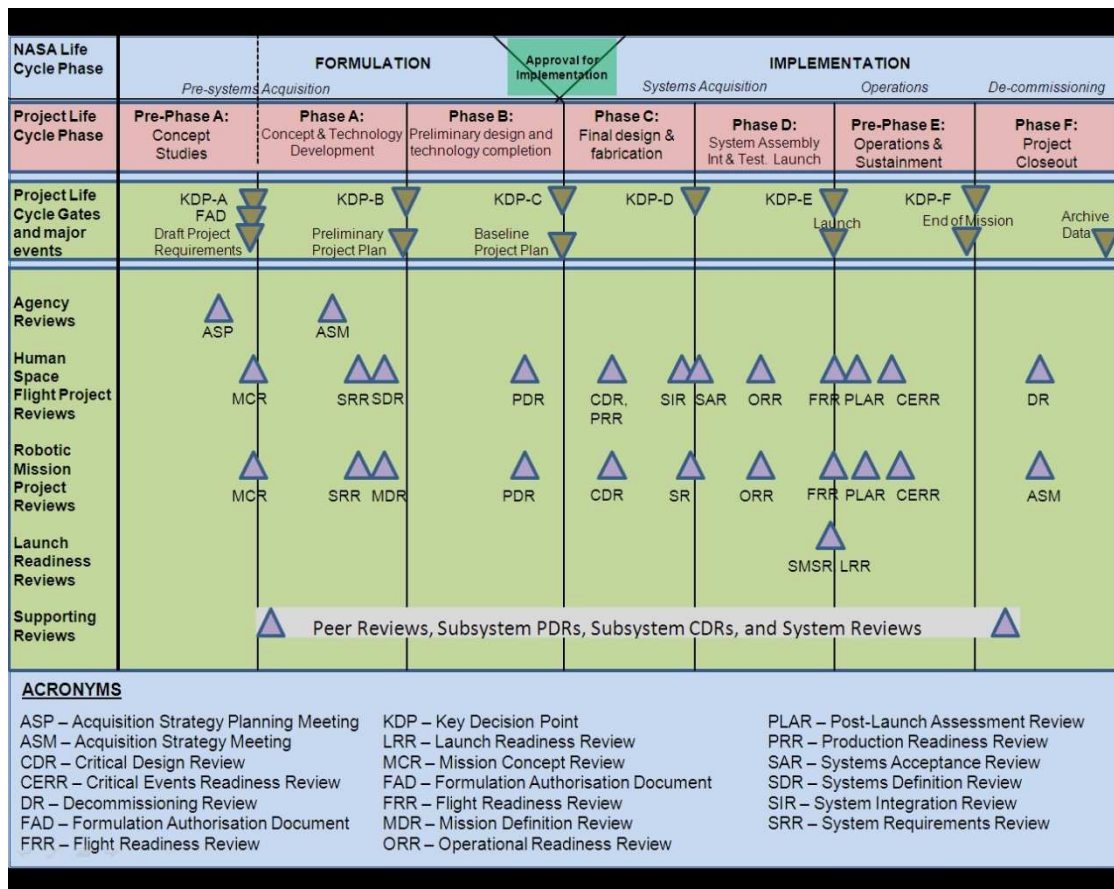 NASA Life
Cycle Phase
FORMULATION
Pre-systems Acquisition
Approval for
Implementation
IMPLEMENTATION
Systems Acquisition
Operations
De-commissioning
Project Life
Cycle Phase
Pre-Phase A:
Concept
Studies
Phase A:
Concept & Technology
Development
Phase B:
Preliminary design and
technology completion
Phase C:
Final design &
fabrication
Phase D:
System Assembly
Int & Test. Launch
Pre-Phase E:
Operations &
Sustainment
Phase F:
Project
Closeout
Project Life
Cycle Gates
and major
events
KDP-A
FAD
Draft Project
Requirements
KDP-B
Preliminary
Project Plan
KDP-C
Baseline
Project Plan
KDP-D
KDP-E
Launch
KDP-F
End of Mission
Archive
Data
Agency
Reviews
ASP
ASM
Human
Space
Flight Project
Reviews
MCR
SRR
SDR
PDR
CDR,
PRR
SIR
SAR
ORR
FRR
PLAR
CERR
DR
Robotic
Mission
Project
Reviews
MCR
SRR
MDR
PDR
CDR
SR
ORR
FRR
PLAR
CERR
ASM
Launch
Readiness
Reviews
SMSR, LRR
Supporting
Reviews
Peer Reviews, Subsystem PDRs, Subsystem CDRs, and System Reviews
ACRONYMS
ASP – Acquisition Strategy Planning Meeting
ASM – Acquisition Strategy Meeting
CDR – Critical Design Review
CERR – Critical Events Readiness Review
DR – Decommissioning Review
FAD – Formulation Authorisation Document
FRR – Flight Readiness Review
KDP – Key Decision Point
LRR – Launch Readiness Review
MCR – Mission Concept Review
FAD – Formulation Authorisation Document
FRR – Flight Readiness Review
MDR – Mission Definition Review
ORR – Operational Readiness Review
PLAR – Post-Launch Assessment Review
PRR – Production Readiness Review
SAR – Systems Acceptance Review
SDR – Systems Definition Review
SIR – System Integration Review
SRR – System Requirements Review